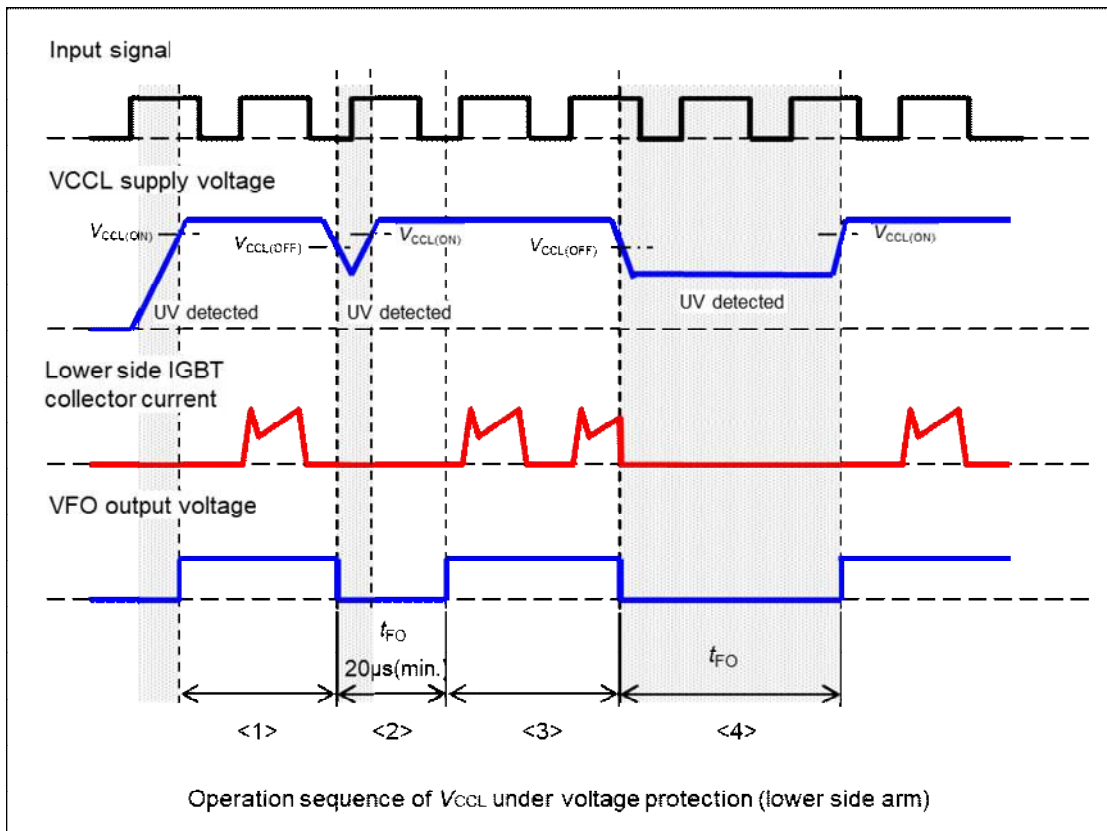 Input signal
VCCL supply voltage
VCCL(ON)
VCCL(OFF)
VCCL(ON)
VCCL(OFF)
VCCL(ON)
UV detected
UV detected
UV detected
Lower side IGBT
collector current
VFO output voltage
tFO
20µs(min.)
tFO
<1>
<2>
<3>
<4>
Operation sequence of VCCL under voltage protection (lower side arm)